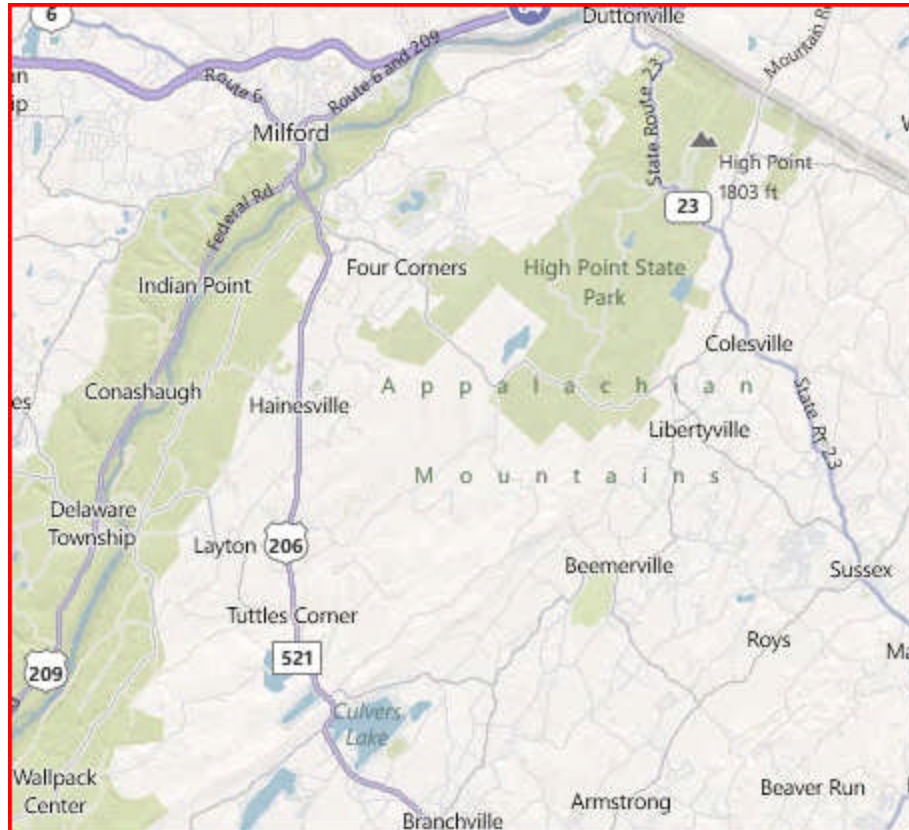 6
Duttonville
Mountain
Route 6
Route 6 and 209
State Route 23
Milford
High Point
1803 ft
23
Federal Rd
Four Corners
High Point State
Park
Indian Point
Colesville
Conashaugh
Hainesville
Appalachian
Mountains
Libertyville
State Rt 23
Delaware
Township
Layton
206
Beemerville
Sussex
Tuttles Corner
Roys
521
209
Culvers
Lake
Wallpack
Center
Armstrong
Beaver Run
Branchville